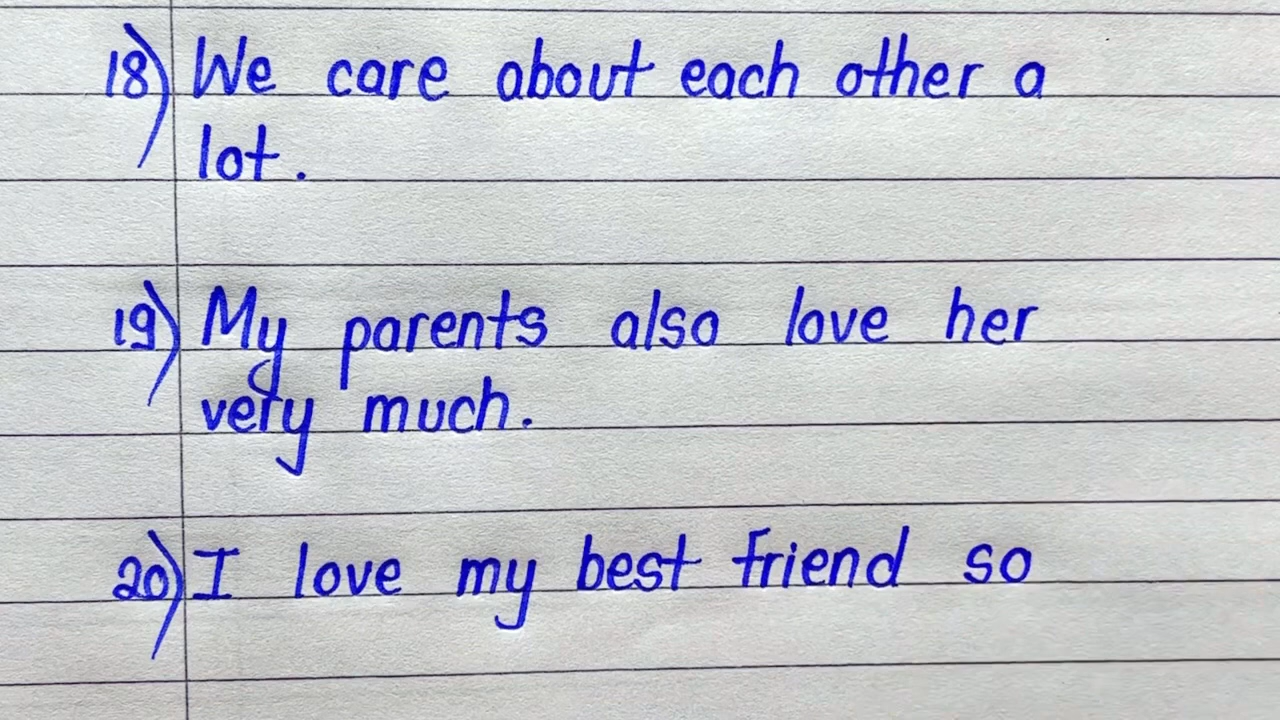 18) We care about each other a
lot.
19) My parents also love her
very much.
20) I love my best friend so